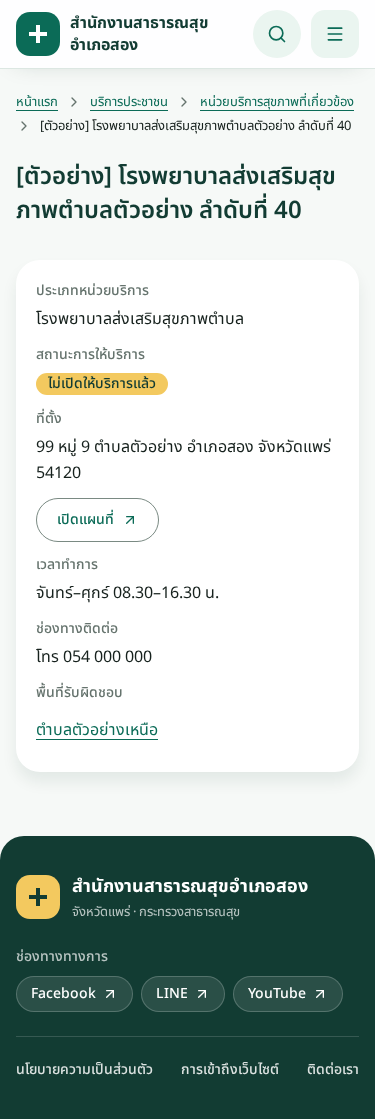 สำนักงานสาธารณสุข
อำเภอสอง
หน้าแรก > บริการประชาชน > หน่วยบริการสุขภาพที่เกี่ยวข้อง
> [ตัวอย่าง] โรงพยาบาลส่งเสริมสุขภาพตำบลตัวอย่าง ลำดับที่ 40
[ตัวอย่าง] โรงพยาบาลส่งเสริมสุข
ภาพตำบลตัวอย่าง ลำดับที่ 40
ประเภทหน่วยบริการ
โรงพยาบาลส่งเสริมสุขภาพตำบล
สถานะการให้บริการ
ไม่เปิดให้บริการแล้ว
ที่ตั้ง
99 หมู่ 9 ตำบลตัวอย่าง อำเภอสอง จังหวัดแพร่
54120
เปิดแผนที่
เวลาทำการ
จันทร์–ศุกร์ 08.30–16.30 น.
ช่องทางติดต่อ
โทร 054 000 000
พื้นที่รับผิดชอบ
ตำบลตัวอย่างเหนือ
สำนักงานสาธารณสุขอำเภอสอง
จังหวัดแพร่ · กระทรวงสาธารณสุข
ช่องทางทางการ
Facebook LINE YouTube
นโยบายความเป็นส่วนตัว การเข้าถึงเว็บไซต์ ติดต่อเรา